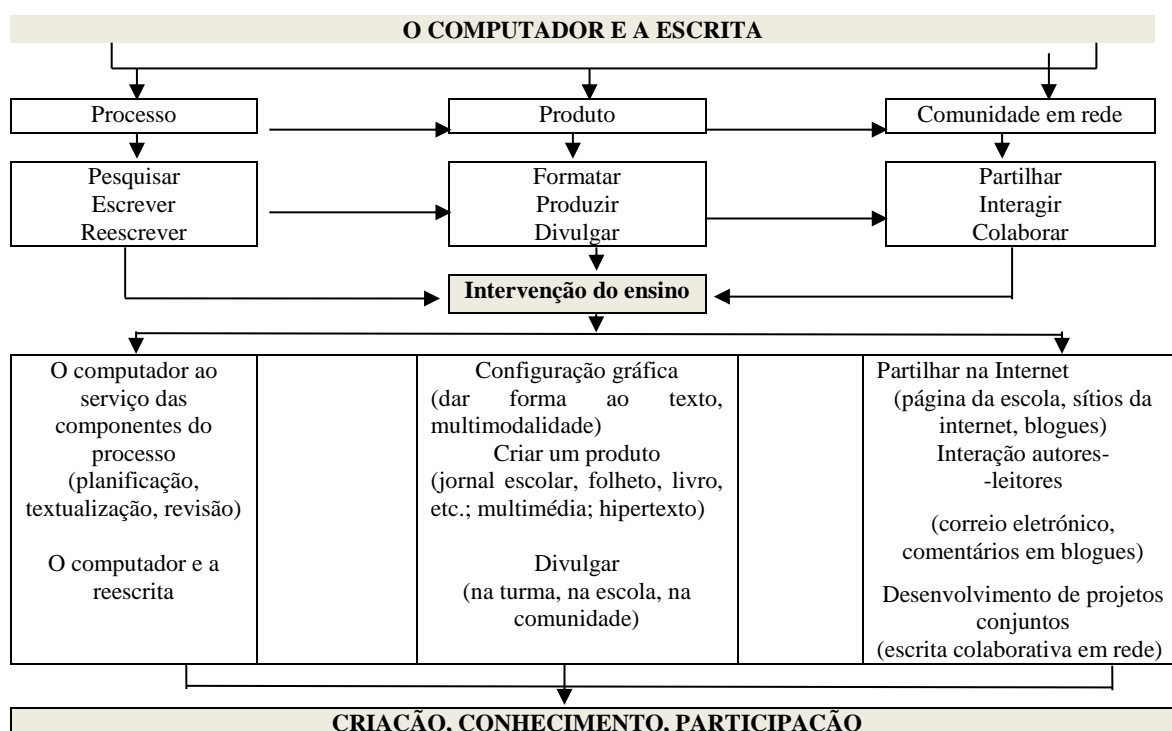 O COMPUTADOR E A ESCRITA
Processo
Produto
Comunidade em rede
Pesquisar
Escrever
Reescrever
Formatar
Produzir
Divulgar
Partilhar
Interagir
Colaborar
Intervenção do ensino
O computador ao
serviço das
componentes do
processo
(planificação,
textualização, revisão)
O computador e a
reescrita
Configuração gráfica
(dar forma ao texto,
multimodalidade)
Criar um produto
(jornal escolar, folheto, livro,
etc.; multimédia; hipertexto)
Divulgar
(na turma, na escola, na
comunidade)
Partilhar na Internet
(página da escola, sítios da
internet, blogues)
Interação autores-
-leitores
(correio eletrónico,
comentários em blogues)
Desenvolvimento de projetos
conjuntos
(escrita colaborativa em rede)
CRIAÇÃO, CONHECIMENTO, PARTICIPAÇÃO